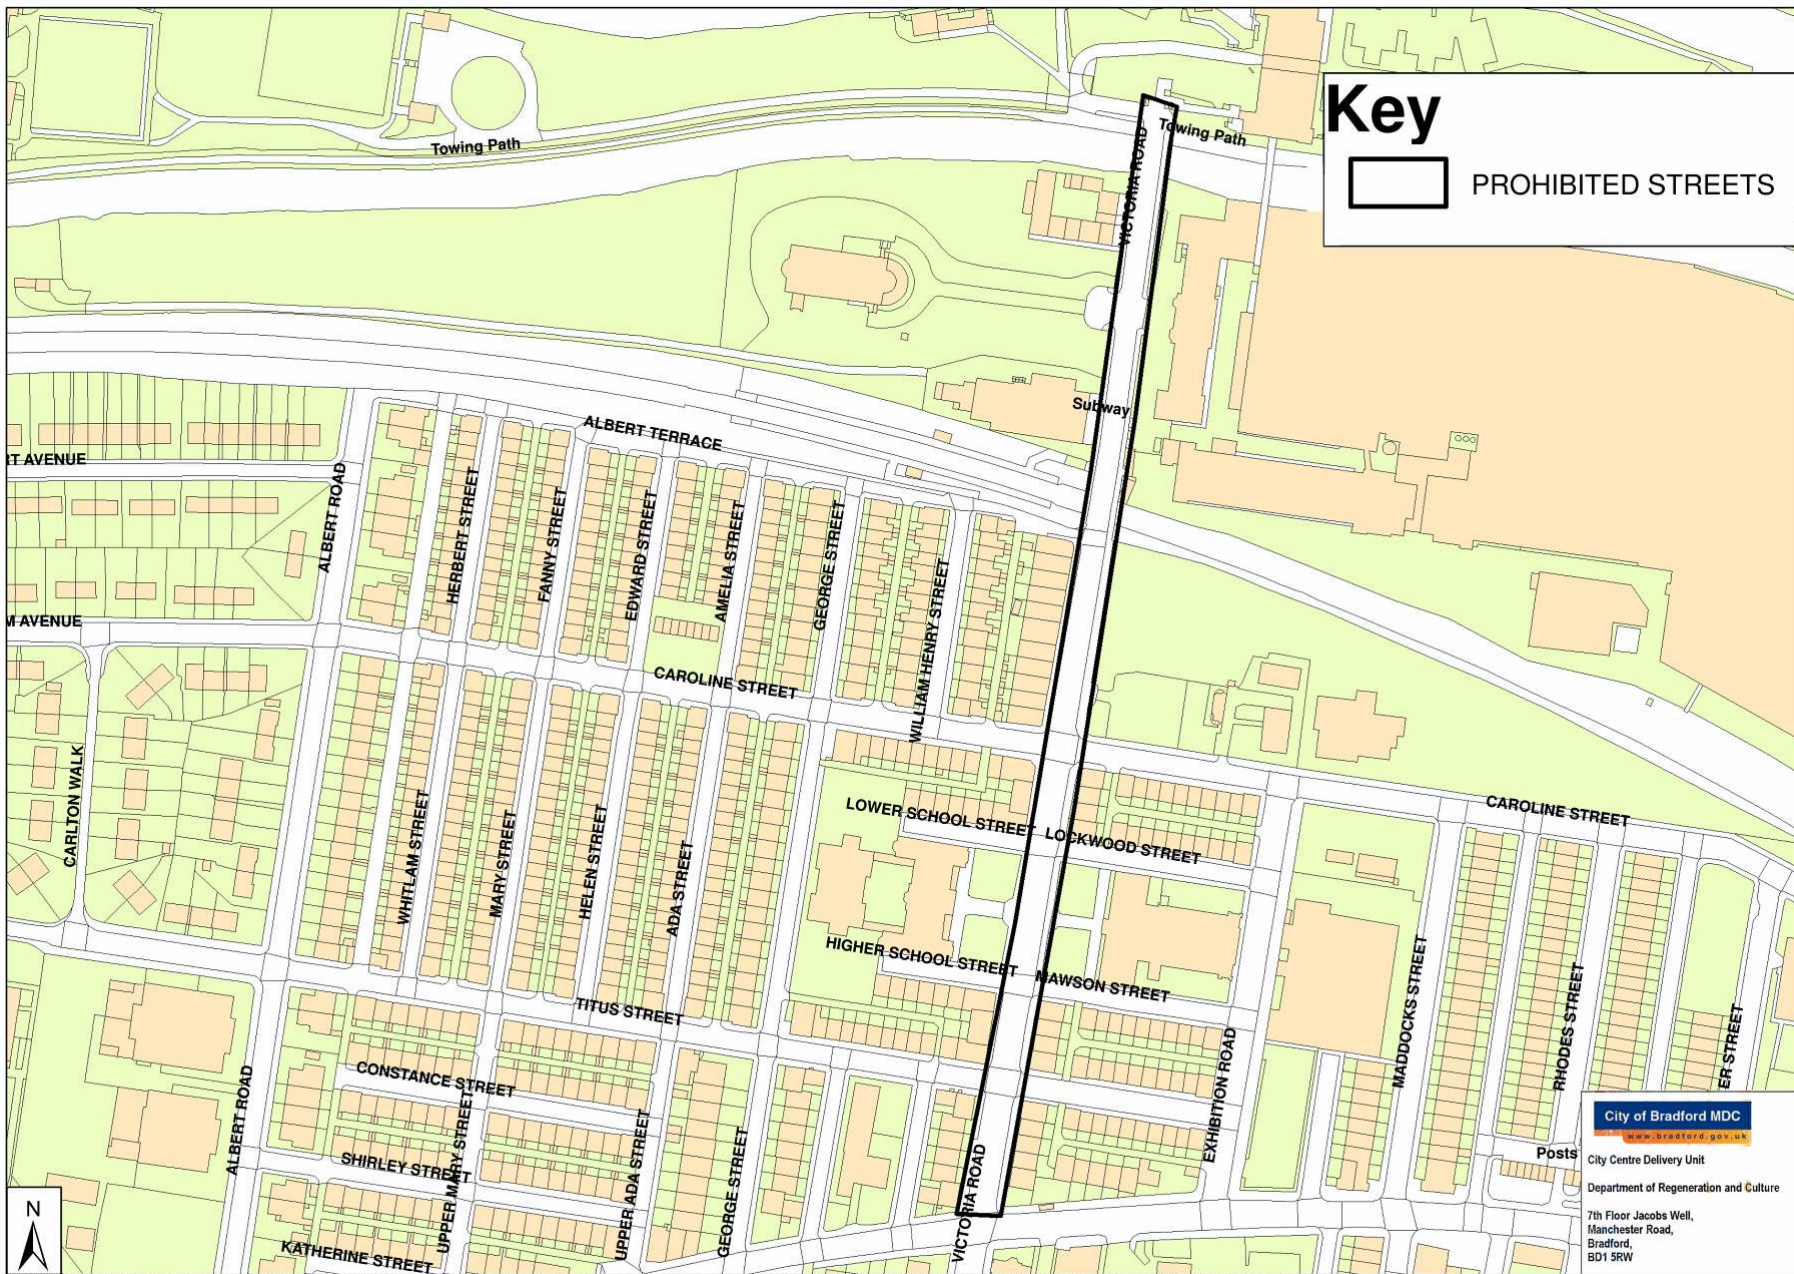 Key
PROHIBITED STREETS
Towing Path
Towing Path
VICTORIA ROAD
Subway
ALBERT TERRACE
RT AVENUE
ALBERT ROAD
HERBERT STREET
FANNY STREET
EDWARD STREET
AMELIA STREET
GEORGE STREET
WILLIAM HENRY STREET
M AVENUE
CAROLINE STREET
CARLTON WALK
WHITLAM STREET
MARY STREET
HELEN STREET
ADA STREET
LOWER SCHOOL STREET
LOCKWOOD STREET
CAROLINE STREET
HIGHER SCHOOL STREET
MAWSON STREET
TITUS STREET
MADDOCKS STREET
RHODES STREET
ER STREET
EXHIBITION ROAD
CONSTANCE STREET
ALBERT ROAD
SHIRLEY STREET
UPPER MARY STREET
UPPER ADA STREET
GEORGE STREET
VICTORIA ROAD
KATHERINE STREET
Posts
N
City of Bradford MDC
www.bradford.gov.uk
City Centre Delivery Unit
Department of Regeneration and Culture
7th Floor Jacobs Well,
Manchester Road,
Bradford,
BD1 5RW